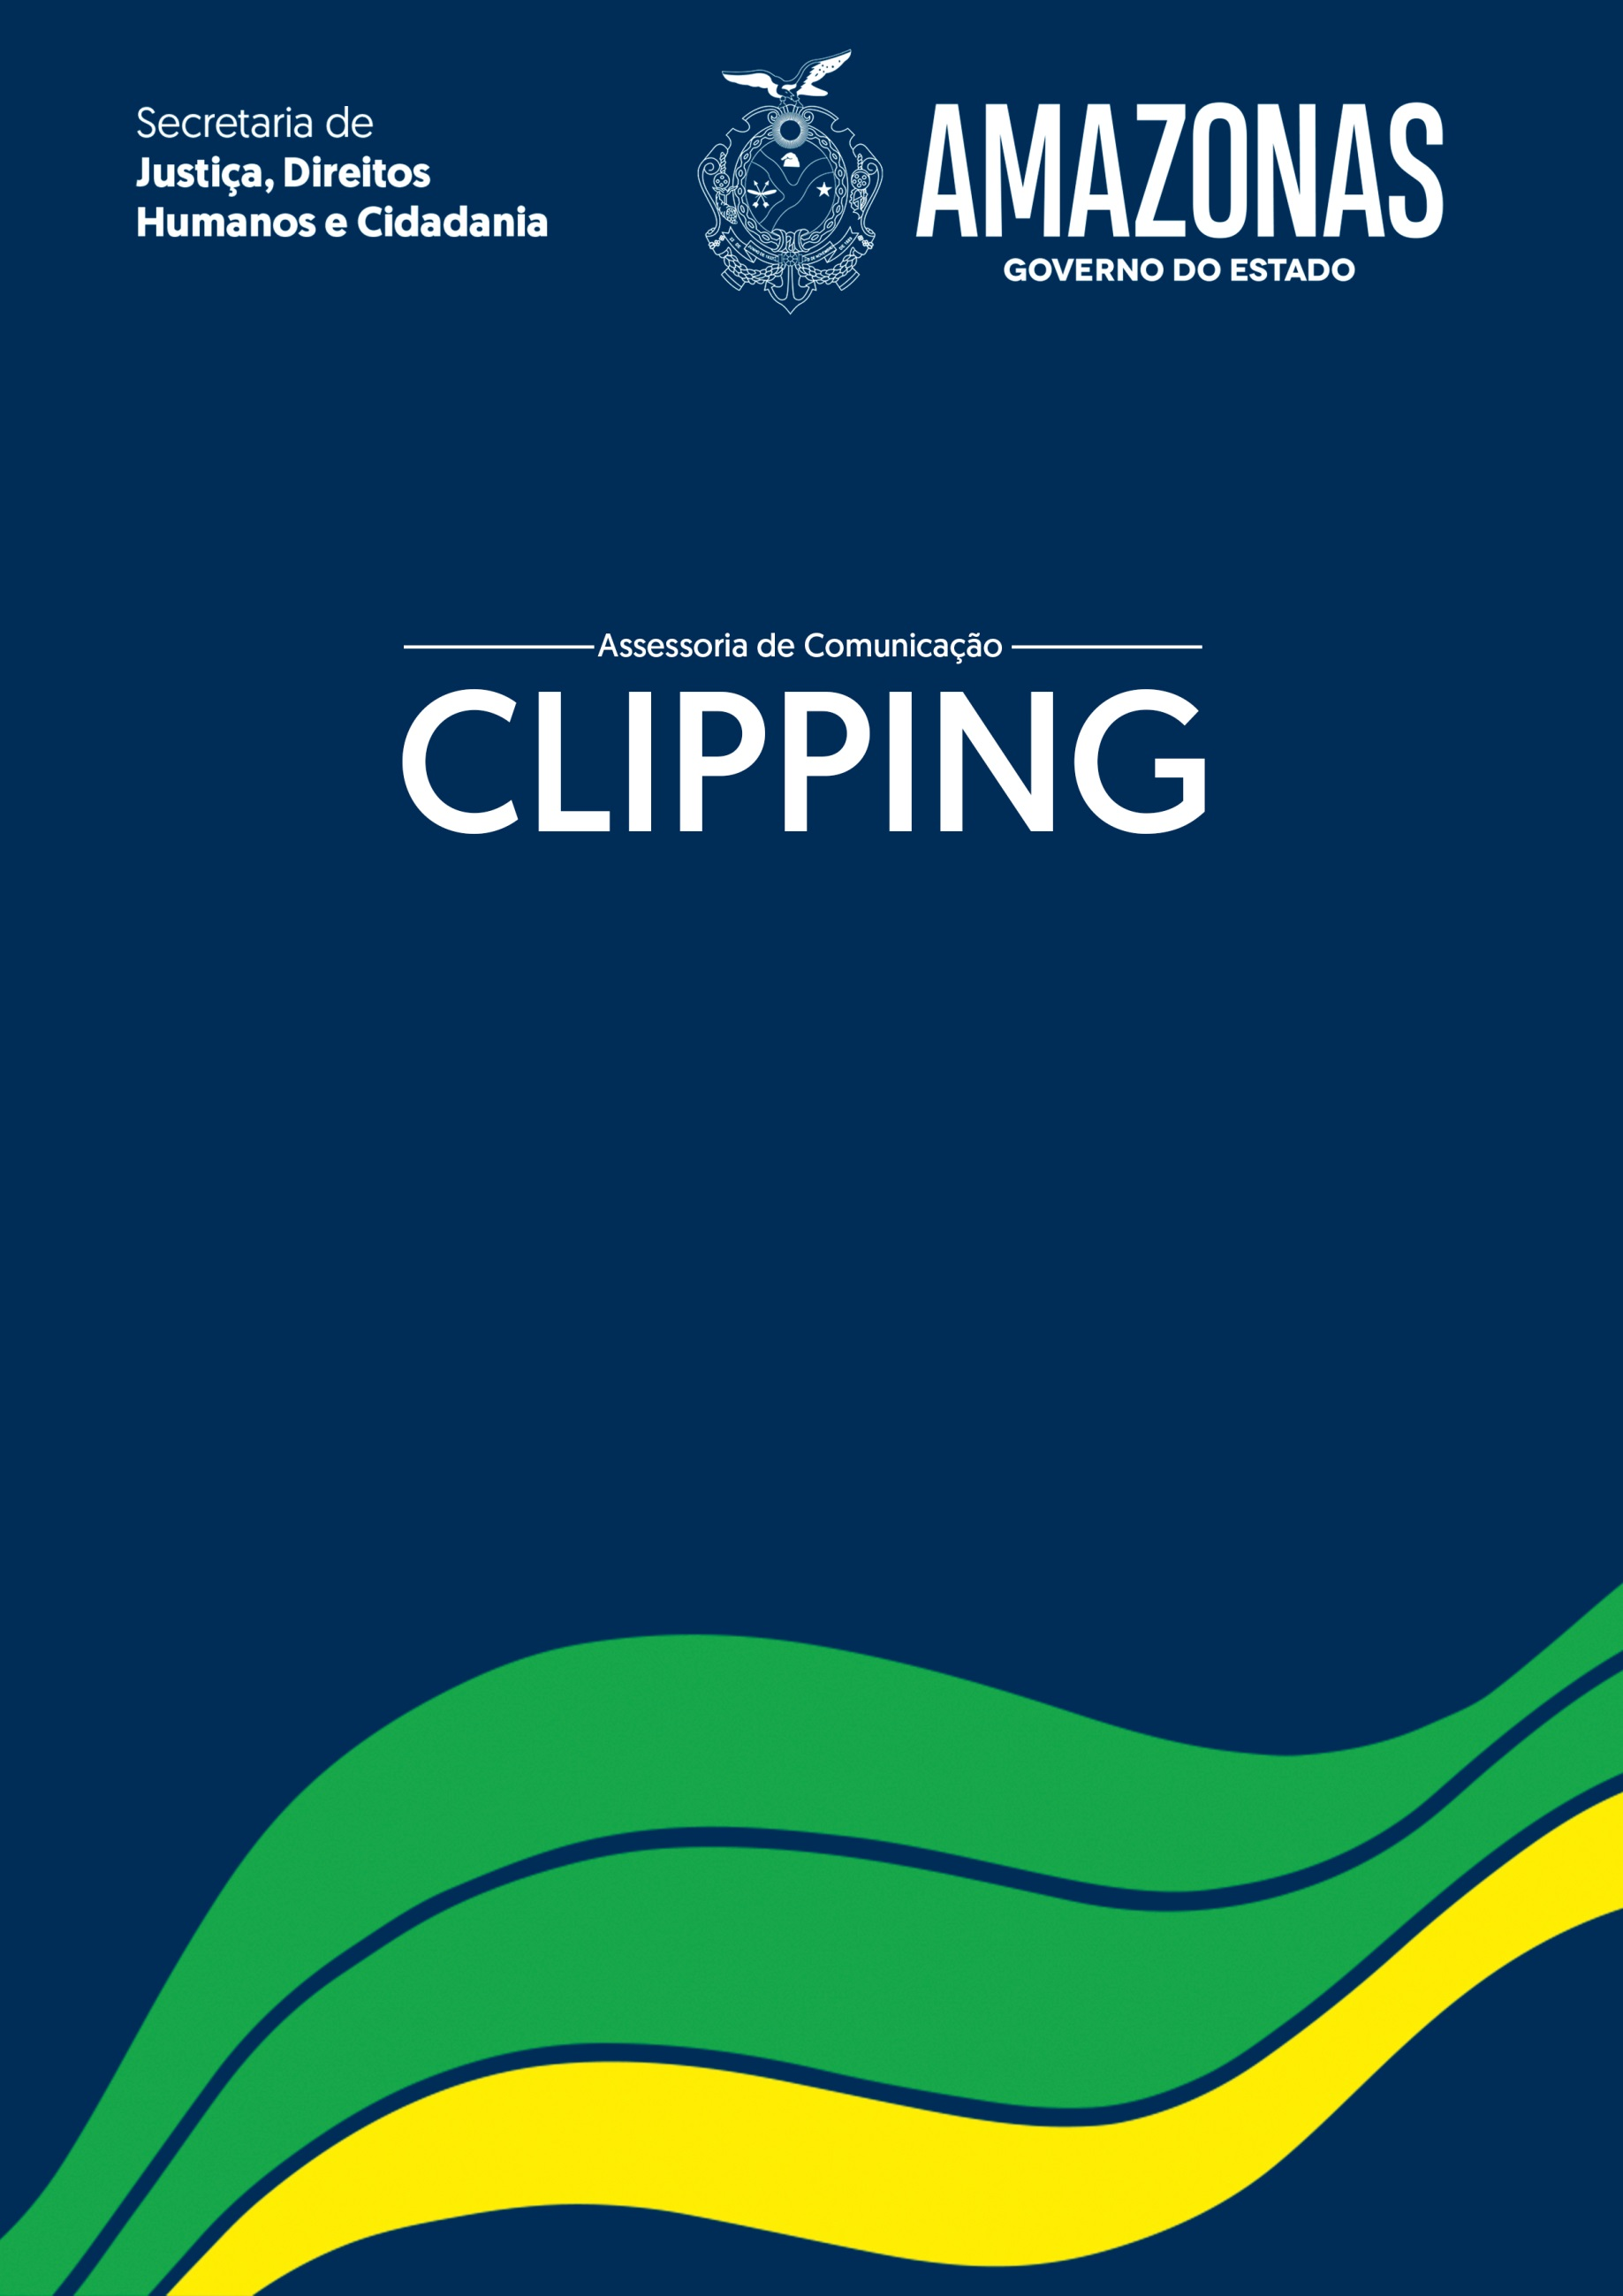 Secretaria de
Justiça, Direitos
Humanos e Cidadania
AMAZONAS
GOVERNO DO ESTADO
Assessoria de Comunicação
CLIPPING